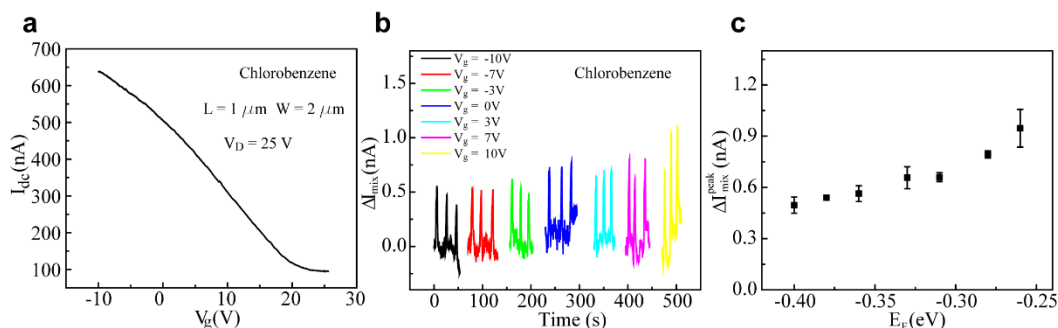 a
I_dc(nA)
700
600
500
400
300
200
100
Chlorobenzene
L = 1 μm W = 2 μm
V_D = 25 V
-10
0
10
20
30
V_g(V)
b
ΔI_mix(nA)
1.5
1.0
0.5
0.0
V_g = -10V
V_g = -7V
V_g = -3V
V_g = 0V
V_g = 3V
V_g = 7V
V_g = 10V
Chlorobenzene
0
100
200
300
400
500
Time (s)
c
ΔI_mix^peak(nA)
1.2
0.9
0.6
0.3
0.0
-0.40
-0.35
-0.30
-0.25
E_F(eV)